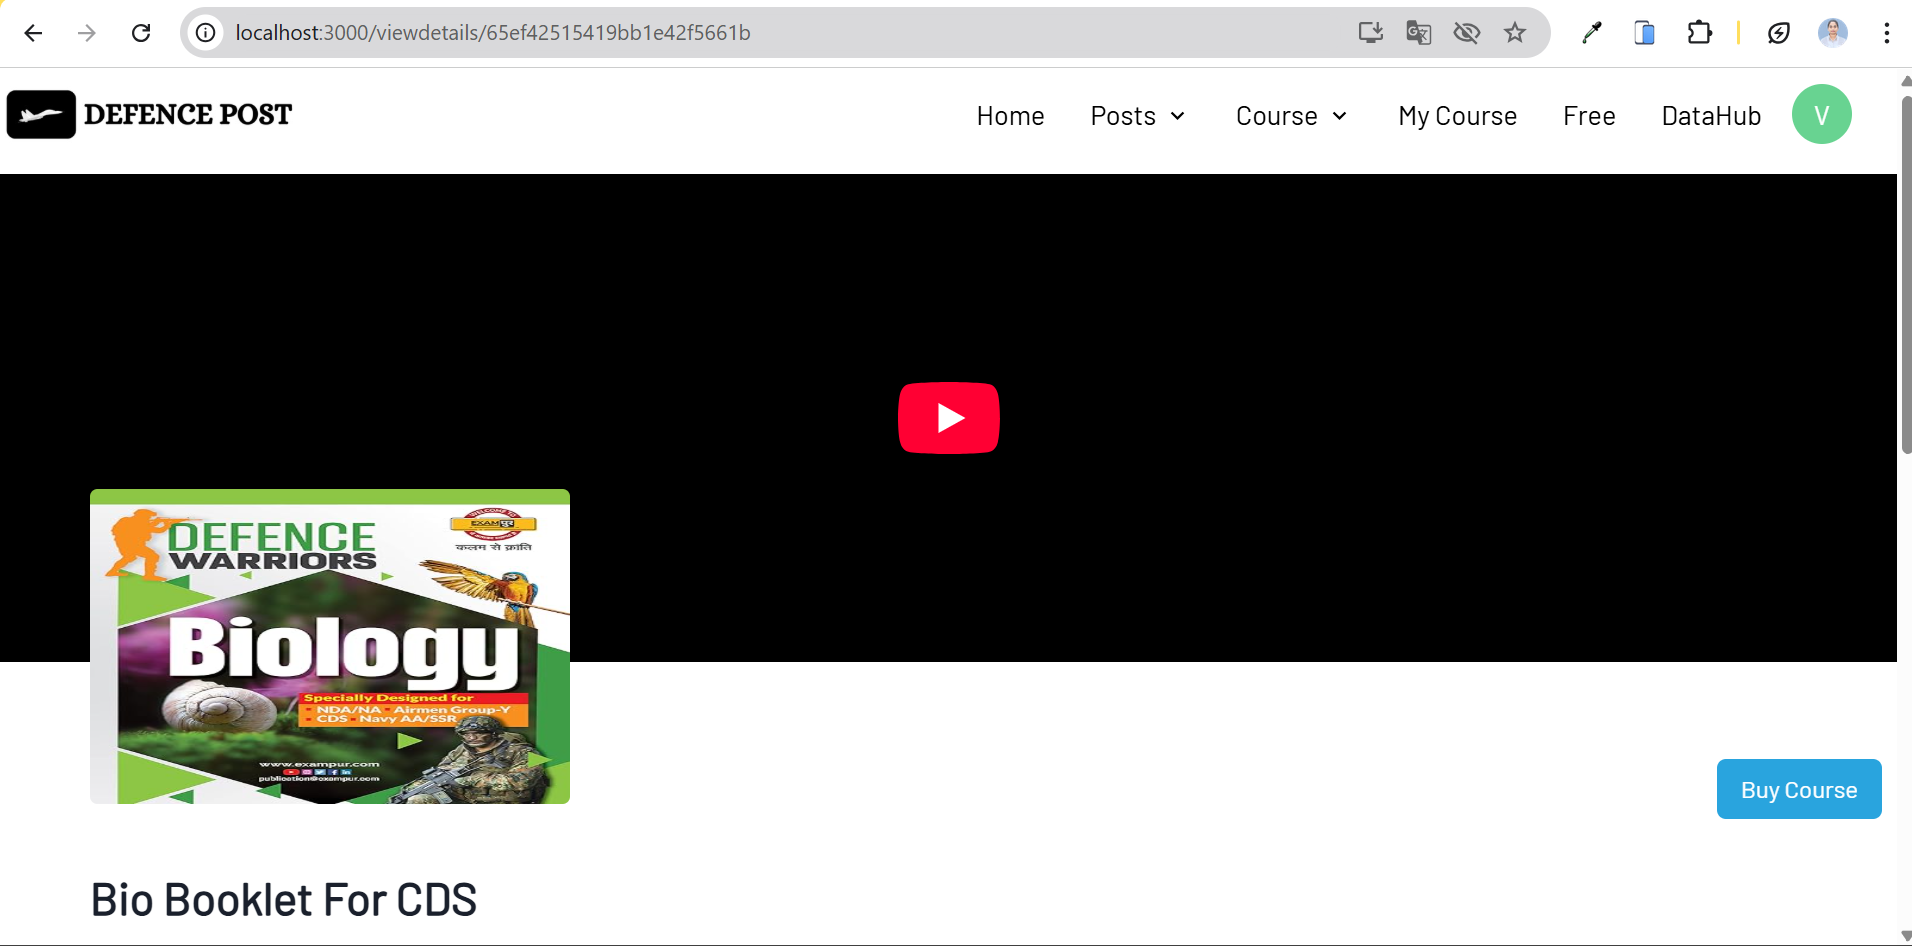 localhost:3000/viewdetails/65ef42515419bb1e42f5661b
DEFENCE POST
Home Posts Course My Course Free DataHub V
WELCOME TO
EXAMपुर
कलम से क्रांति
DEFENCE
WARRIORS
Biology
Specially Designed for
• NDA/NA • Airmen Group-Y
• CDS • Navy AA/SSR
www.exampur.com
publication@exampur.com
Buy Course
Bio Booklet For CDS